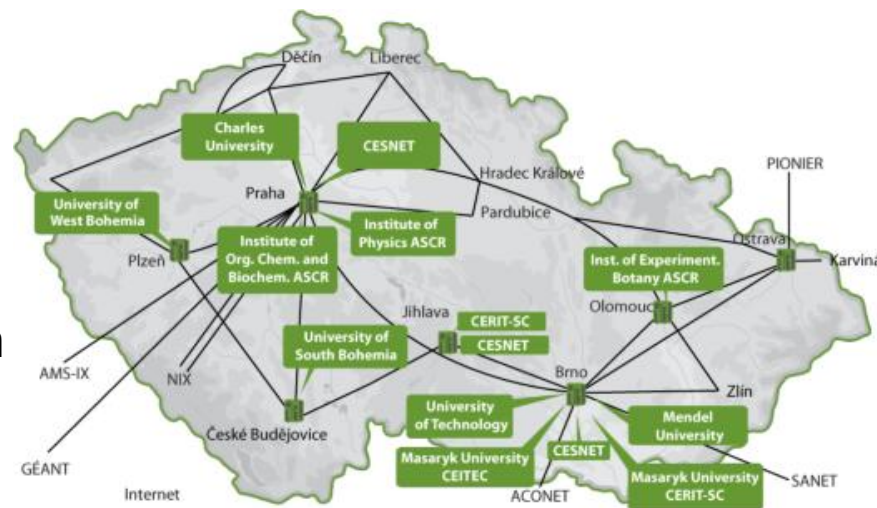 Děčín
Liberec
Charles
University
CESNET
Hradec Králové
PIONIER
Praha
University of
West Bohemia
Pardubice
Institute of
Physics ASCR
Ostrava
Plzeň
Institute of
Org. Chem. and
Biochem. ASCR
Inst. of Experiment.
Botany ASCR
Karviná
Olomouc
Jihlava
CERIT-SC
CESNET
University of
South Bohemia
AMS-IX
NIX
Brno
Zlín
České Budějovice
University
of Technology
Mendel
University
CESNET
Masaryk University
CEITEC
Masaryk University
CERIT-SC
GÉANT
SANET
Internet
ACONET